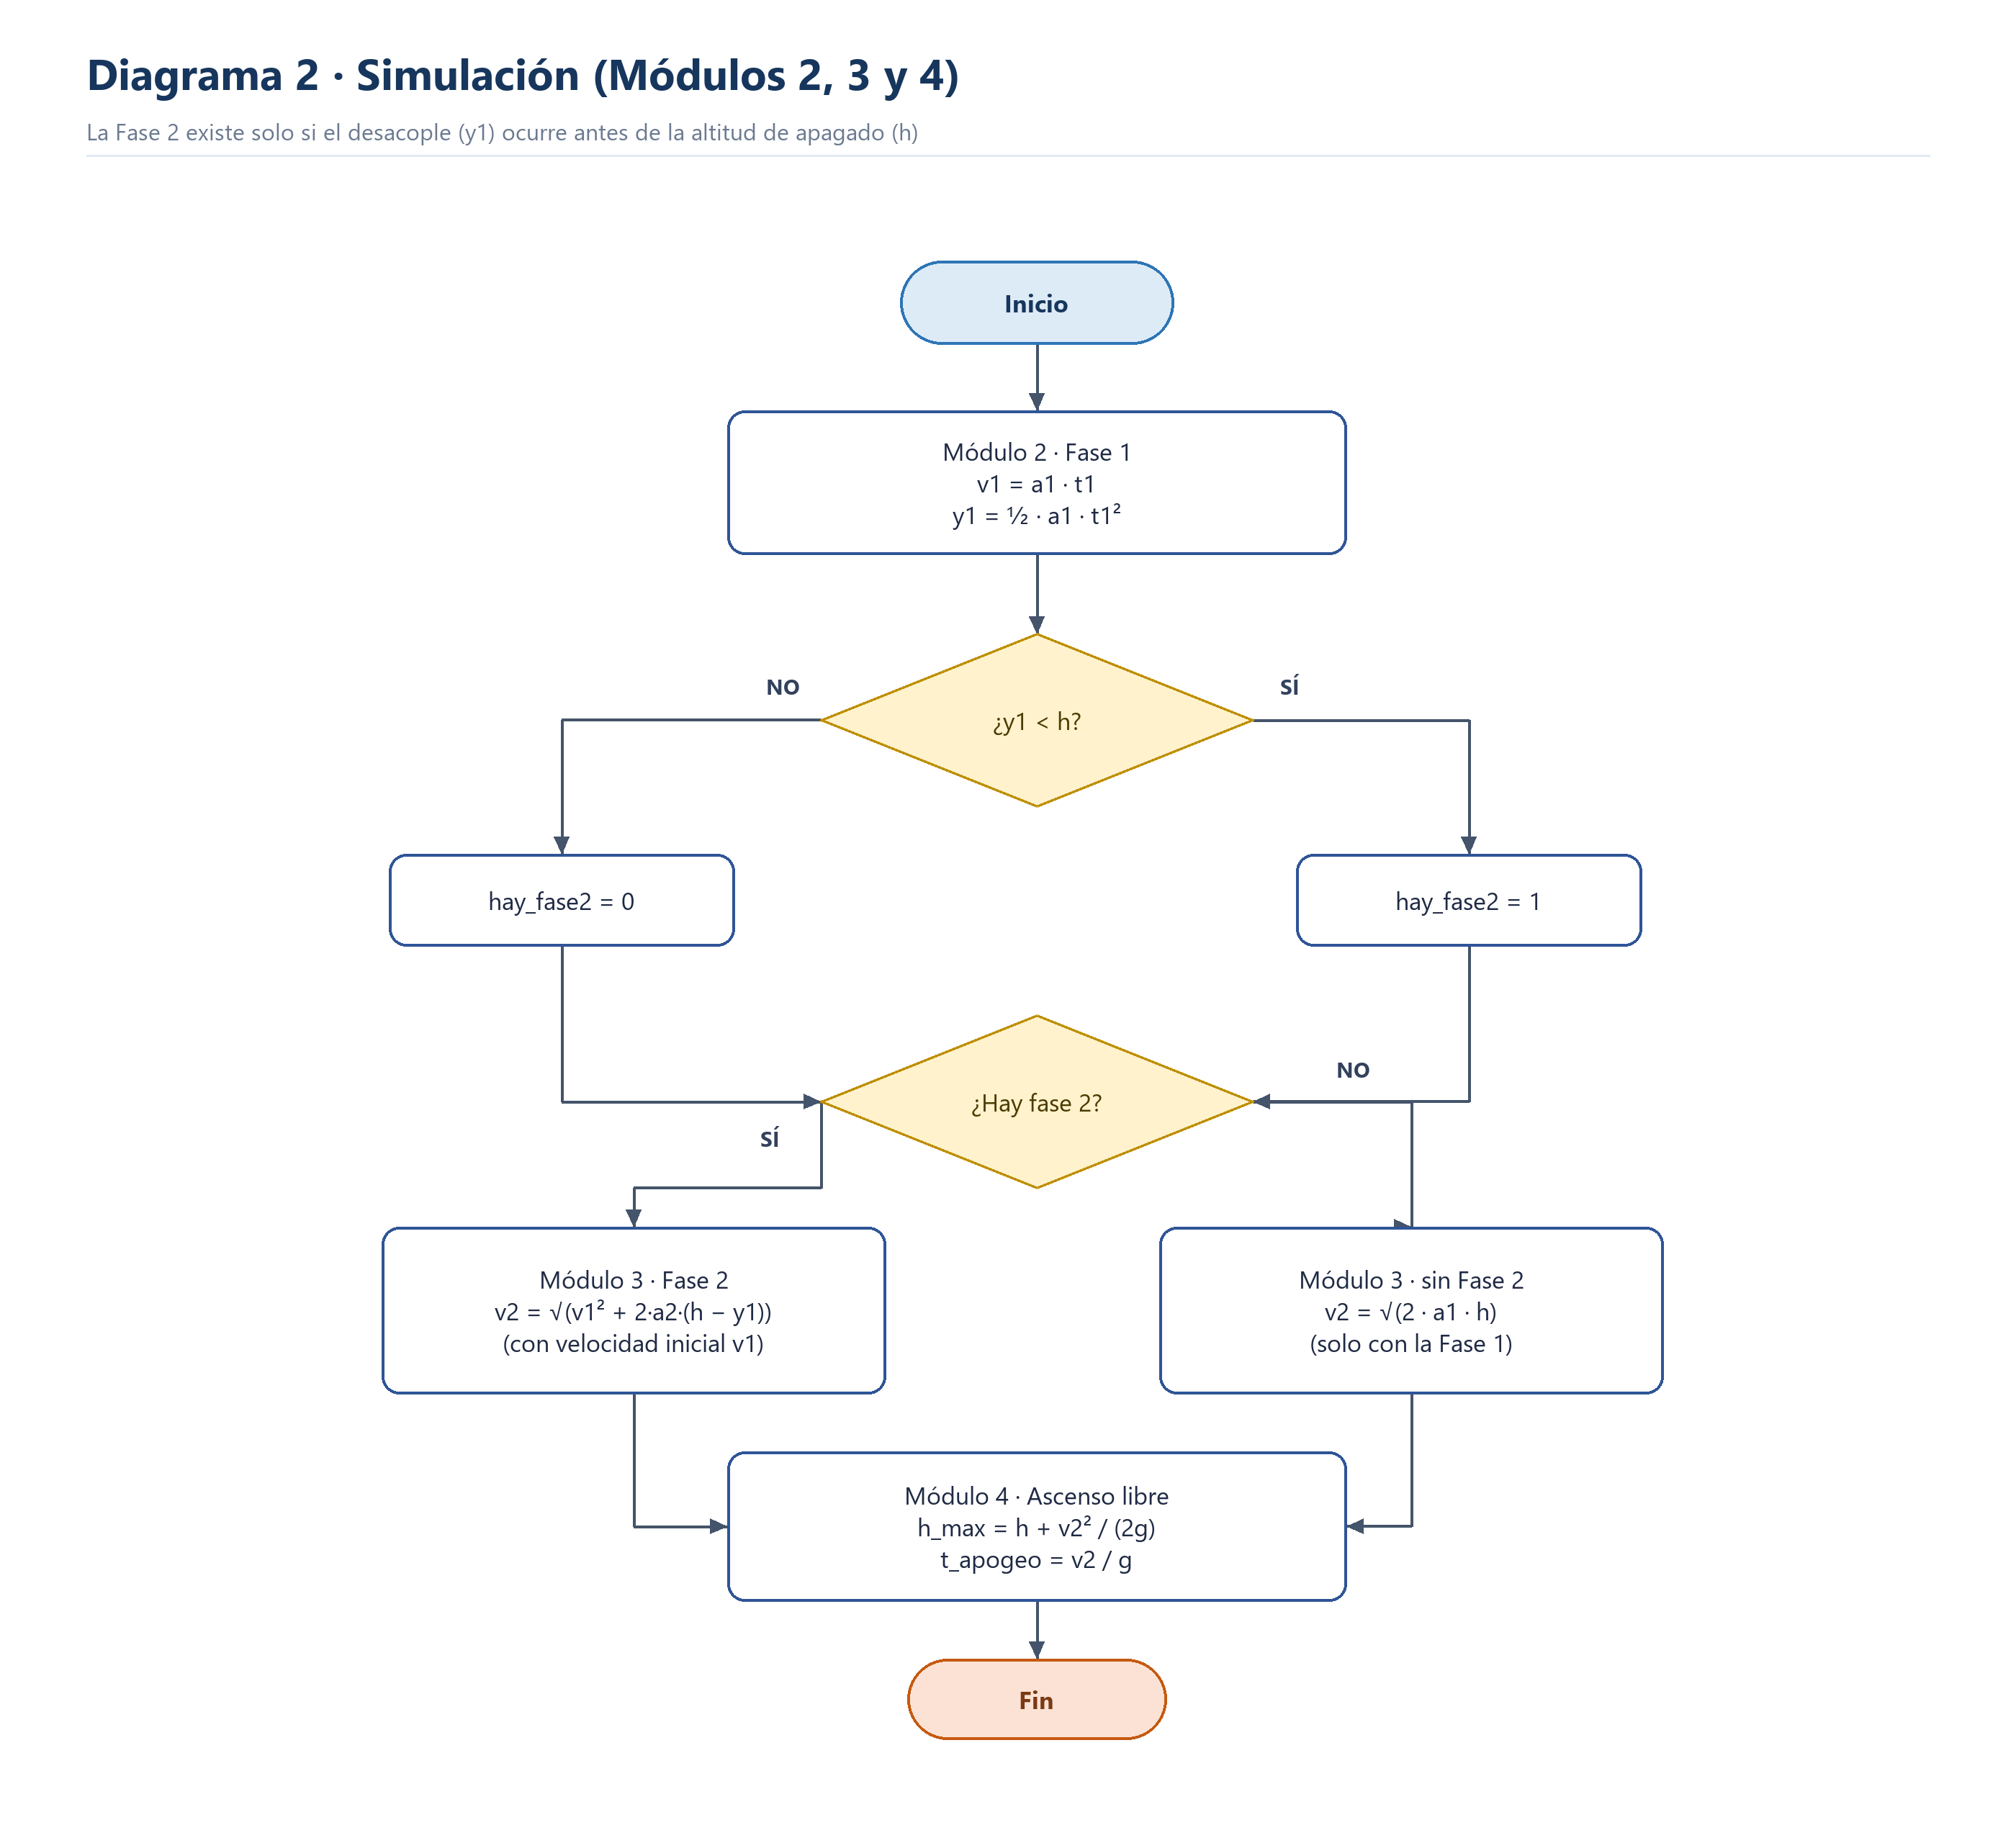 Diagrama 2 · Simulación (Módulos 2, 3 y 4)
La Fase 2 existe solo si el desacople (y1) ocurre antes de la altitud de apagado (h)
Inicio
Módulo 2 · Fase 1
v1 = a1 · t1
y1 = ½ · a1 · t1²
NO
SÍ
¿y1 < h?
hay_fase2 = 0
hay_fase2 = 1
NO
¿Hay fase 2?
SÍ
Módulo 3 · Fase 2
v2 = √(v1² + 2·a2·(h − y1))
(con velocidad inicial v1)
Módulo 3 · sin Fase 2
v2 = √(2 · a1 · h)
(solo con la Fase 1)
Módulo 4 · Ascenso libre
h_max = h + v2² / (2g)
t_apogeo = v2 / g
Fin